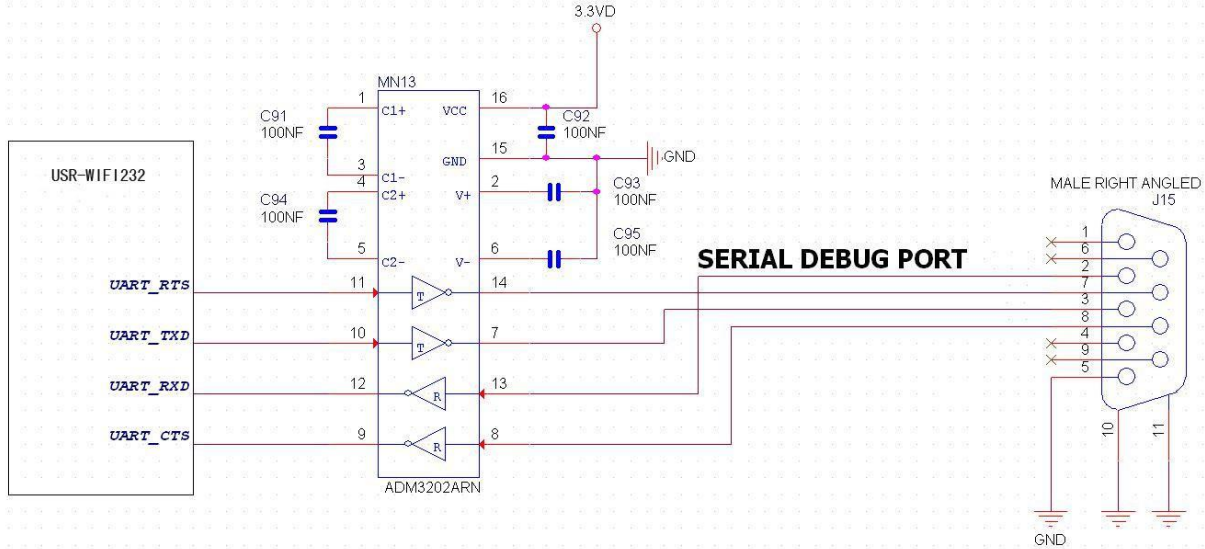 3.3VD
MN13
1
C1+
VCC
16
C91
100NF
C92
100NF
3
C1-
GND
15
GND
4
C2+
V+
2
C93
100NF
C94
100NF
5
C2-
V-
6
C95
100NF
USR-WIFI232
UART_RTS
11
T
14
UART_TXD
10
T
7
UART_RXD
12
R
13
UART_CTS
9
R
8
ADM3202ARN
SERIAL DEBUG PORT
MALE RIGHT ANGLED
J15
1
6
2
7
3
8
4
9
5
10
11
GND